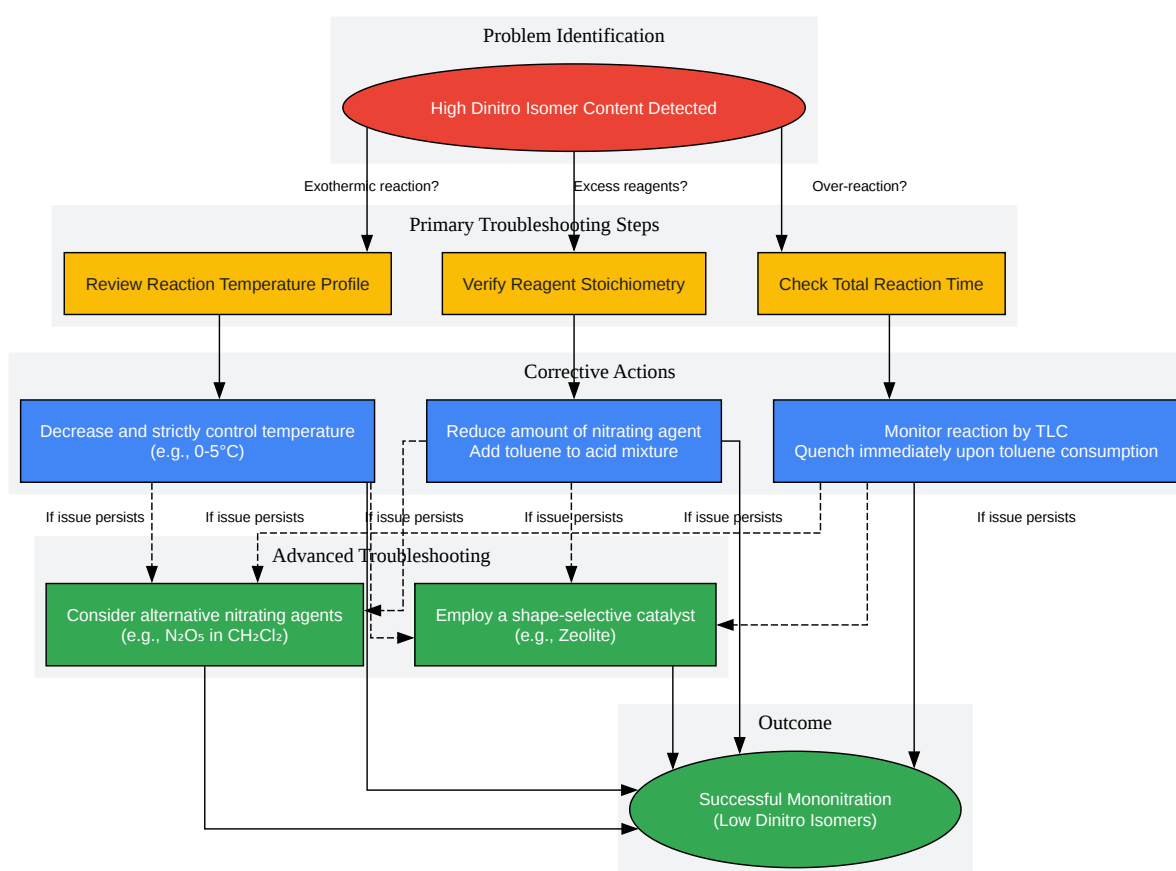 Problem Identification
High Dinitro Isomer Content Detected
Exothermic reaction?
Excess reagents?
Over-reaction?
Primary Troubleshooting Steps
Review Reaction Temperature Profile
Verify Reagent Stoichiometry
Check Total Reaction Time
Corrective Actions
Decrease and strictly control temperature
(e.g., 0-5°C)
Reduce amount of nitrating agent
Add toluene to acid mixture
Monitor reaction by TLC
Quench immediately upon toluene consumption
If issue persists
If issue persists
If issue persists
If issue persists
If issue persists
If issue persists
Advanced Troubleshooting
Consider alternative nitrating agents
(e.g., N₂O₅ in CH₂Cl₂)
Employ a shape-selective catalyst
(e.g., Zeolite)
Outcome
Successful Mononitration
(Low Dinitro Isomers)